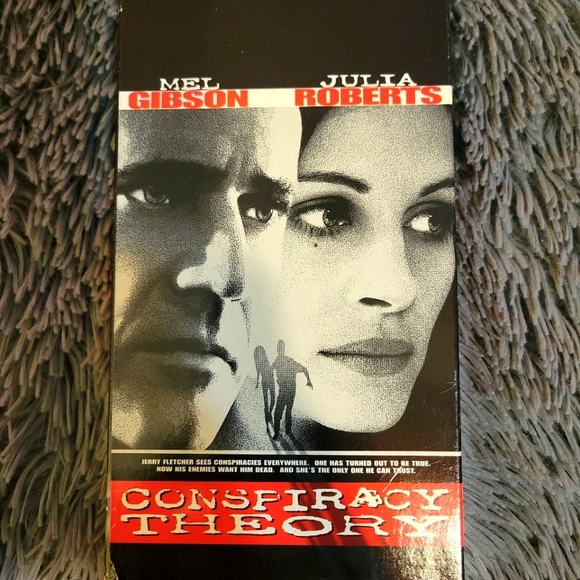 MEL JULIA
GIBSON ROBERTS
JERRY FLETCHER SEES CONSPIRACIES EVERYWHERE. ONE HAS TURNED OUT TO BE TRUE.
NOW HIS ENEMIES WANT HIM DEAD. AND SHE'S THE ONLY ONE HE CAN TRUST.
CONSPIRACY
THEORY